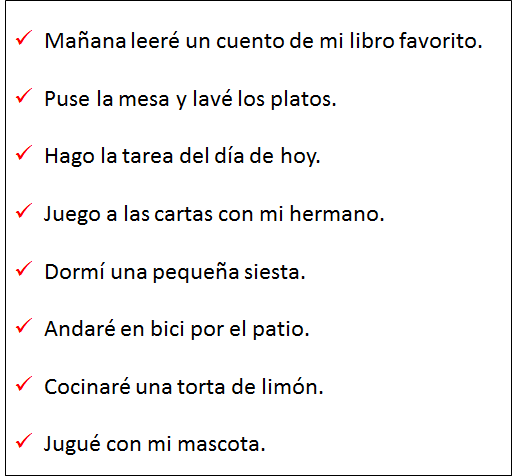 Mañana leeré un cuento de mi libro favorito.
Puse la mesa y lavé los platos.
Hago la tarea del día de hoy.
Juego a las cartas con mi hermano.
Dormí una pequeña siesta.
Andaré en bici por el patio.
Cocinaré una torta de limón.
Jugué con mi mascota.